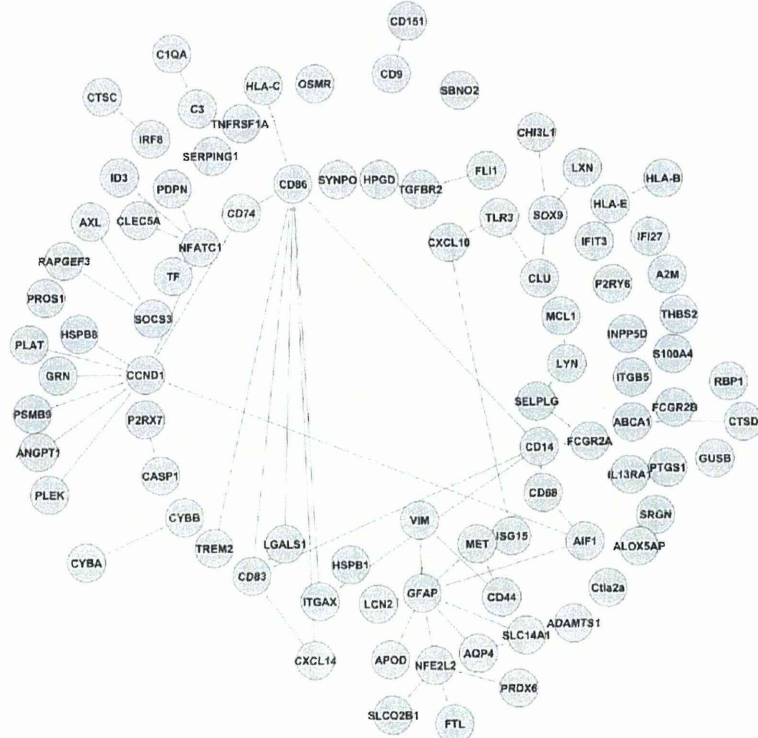 CD151
C1QA
CD9
HLA-C
OSMR
SBNO2
CTSC
C3
TNFRSF1A
CHI3L1
IRF8
SERPING1
LXN
ID3
PDPN
CD86
SYNPO
HPGD
TGFBR2
FLI1
HLA-B
HLA-E
AXL
CLEC5A
CD74
TLR3
SOX9
NFATC1
CXCL10
IFIT3
IFI27
RAPGEF3
TF
CLU
P2RY6
A2M
PROS1
SOCS3
MCL1
THBS2
HSPB8
INPP5D
PLAT
S100A4
LYN
GRN
CCND1
ITGB5
RBP1
SELPLG
PSMB9
P2RX7
FCGR2B
ABCA1
CTSD
CD14
FCGR2A
ANGPT1
GUSB
CASP1
IL13RA1
PTGS1
PLEK
CD68
CYBB
VIM
SRGN
MET
ISG15
AIF1
ALOX5AP
TREM2
LGALS1
CYBA
HSPB1
CD83
GFAP
Ctla2a
ITGAX
LCN2
CD44
ADAMTS1
SLC14A1
CXCL14
APOD
NFE2L2
AQP4
PRDX6
SLCO2B1
FTL